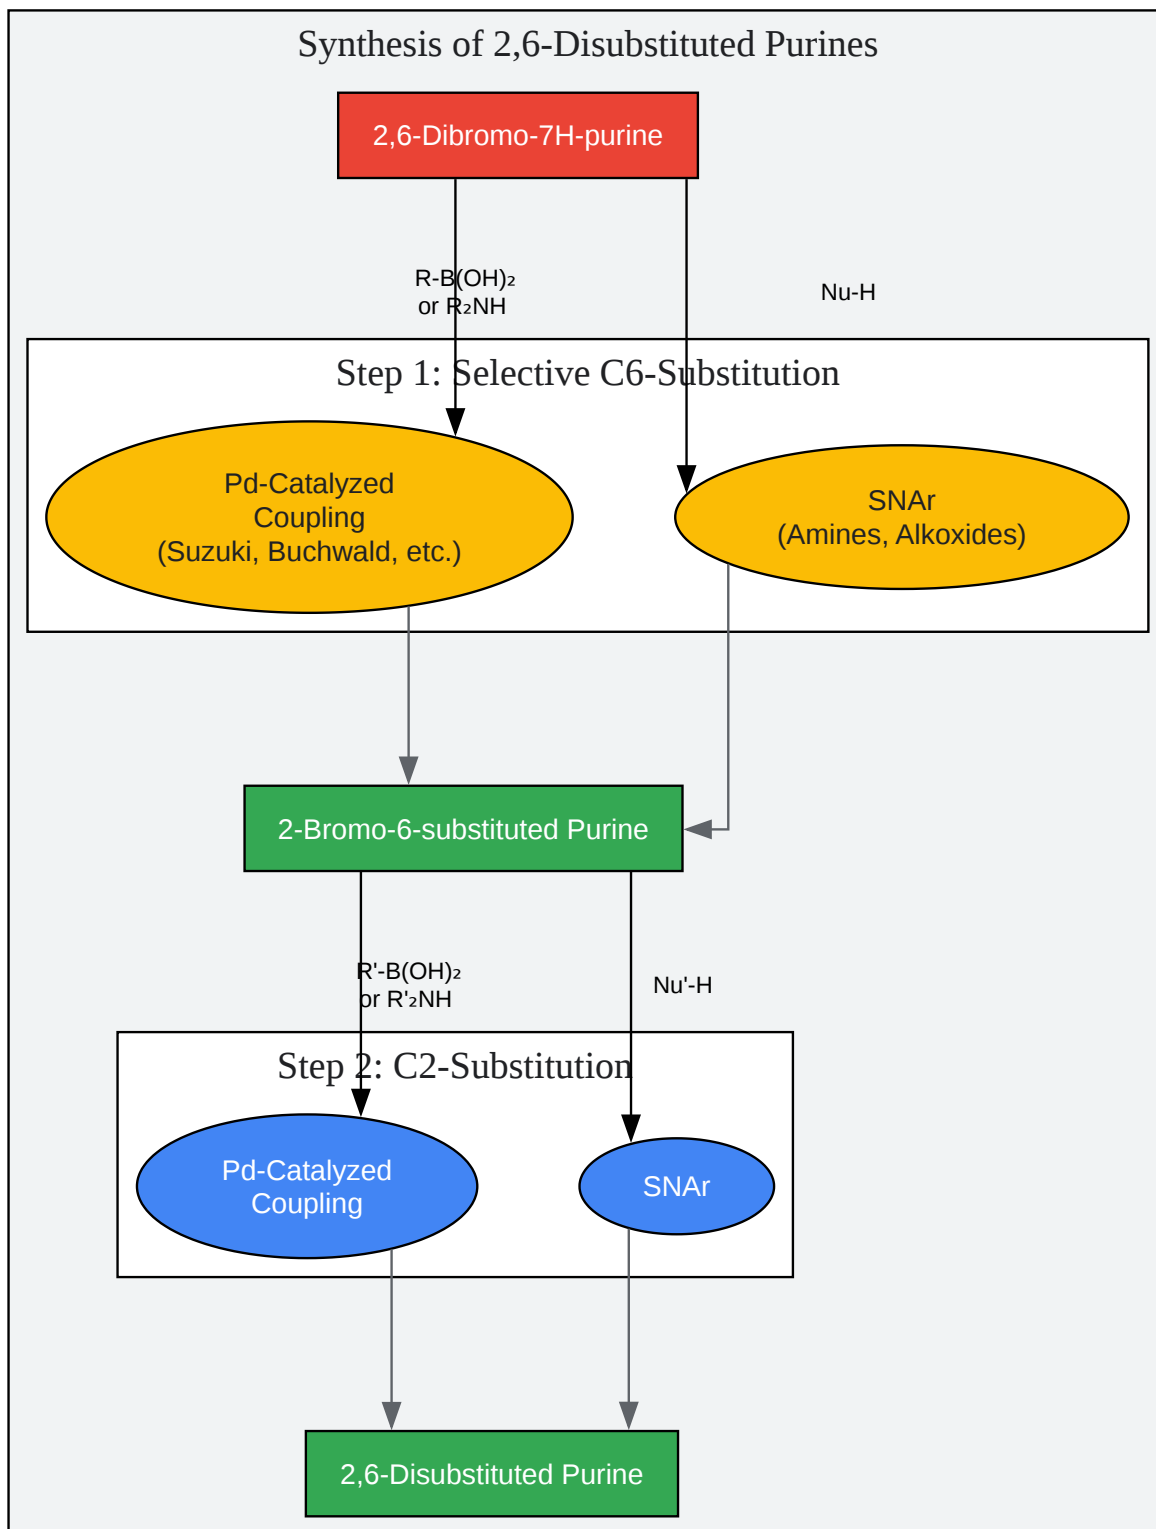 Synthesis of 2,6-Disubstituted Purines
2,6-Dibromo-7H-purine
R-B(OH)₂
or R₂NH
Nu-H
Step 1: Selective C6-Substitution
Pd-Catalyzed
Coupling
(Suzuki, Buchwald, etc.)
SNAr
(Amines, Alkoxides)
2-Bromo-6-substituted Purine
R'-B(OH)₂
or R'₂NH
Nu'-H
Step 2: C2-Substitution
Pd-Catalyzed
Coupling
SNAr
2,6-Disubstituted Purine